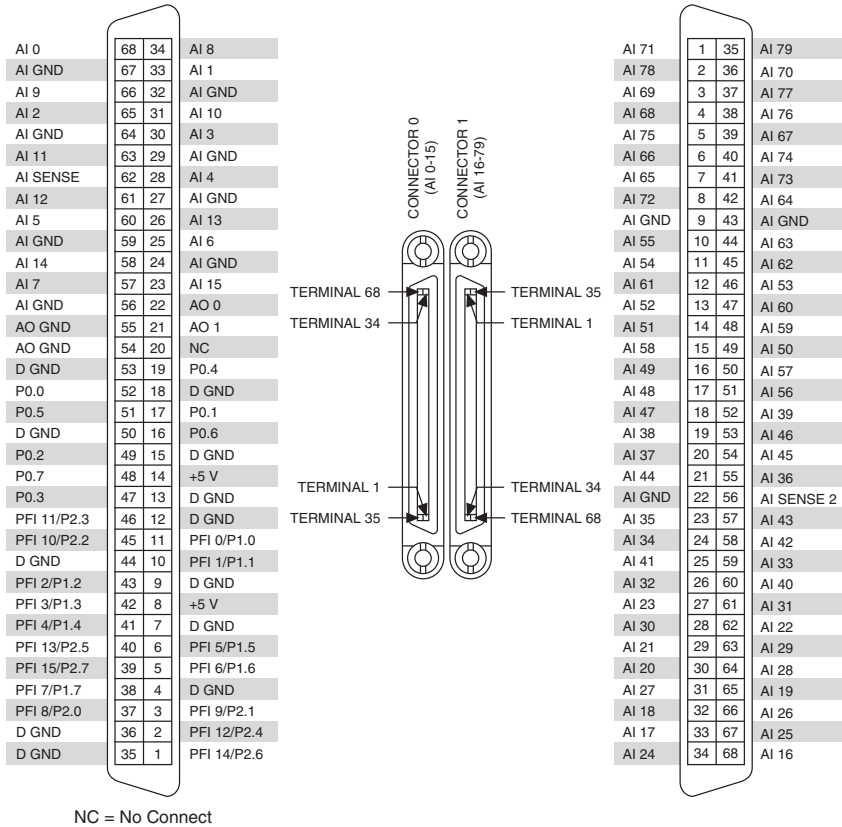 AI 0 68 34 AI 8
AI GND 67 33 AI 1
AI 9 66 32 AI GND
AI 2 65 31 AI 10
AI GND 64 30 AI 3
AI 11 63 29 AI GND
AI SENSE 62 28 AI 4
AI 12 61 27 AI GND
AI 5 60 26 AI 13
AI GND 59 25 AI 6
AI 14 58 24 AI GND
AI 7 57 23 AI 15
AI GND 56 22 AO 0
AO GND 55 21 AO 1
AO GND 54 20 NC
D GND 53 19 P0.4
P0.0 52 18 D GND
P0.5 51 17 P0.1
D GND 50 16 P0.6
P0.2 49 15 D GND
P0.7 48 14 +5 V
P0.3 47 13 D GND
PFI 11/P2.3 46 12 D GND
PFI 10/P2.2 45 11 PFI 0/P1.0
D GND 44 10 PFI 1/P1.1
PFI 2/P1.2 43 9 D GND
PFI 3/P1.3 42 8 +5 V
PFI 4/P1.4 41 7 D GND
PFI 13/P2.5 40 6 PFI 5/P1.5
PFI 15/P2.7 39 5 PFI 6/P1.6
PFI 7/P1.7 38 4 D GND
PFI 8/P2.0 37 3 PFI 9/P2.1
D GND 36 2 PFI 12/P2.4
D GND 35 1 PFI 14/P2.6
NC = No Connect
CONNECTOR 0
(AI 0-15)
CONNECTOR 1
(AI 16-79)
TERMINAL 68
TERMINAL 35
TERMINAL 34
TERMINAL 1
TERMINAL 1
TERMINAL 34
TERMINAL 35
TERMINAL 68
AI 71 1 35 AI 79
AI 78 2 36 AI 70
AI 69 3 37 AI 77
AI 68 4 38 AI 76
AI 75 5 39 AI 67
AI 66 6 40 AI 74
AI 65 7 41 AI 73
AI 72 8 42 AI 64
AI GND 9 43 AI GND
AI 55 10 44 AI 63
AI 54 11 45 AI 62
AI 61 12 46 AI 53
AI 52 13 47 AI 60
AI 51 14 48 AI 59
AI 58 15 49 AI 50
AI 49 16 50 AI 57
AI 48 17 51 AI 56
AI 47 18 52 AI 39
AI 38 19 53 AI 46
AI 37 20 54 AI 45
AI 44 21 55 AI 36
AI GND 22 56 AI SENSE 2
AI 35 23 57 AI 43
AI 34 24 58 AI 42
AI 41 25 59 AI 33
AI 32 26 60 AI 40
AI 23 27 61 AI 31
AI 30 28 62 AI 22
AI 21 29 63 AI 29
AI 20 30 64 AI 28
AI 27 31 65 AI 19
AI 18 32 66 AI 26
AI 17 33 67 AI 25
AI 24 34 68 AI 16